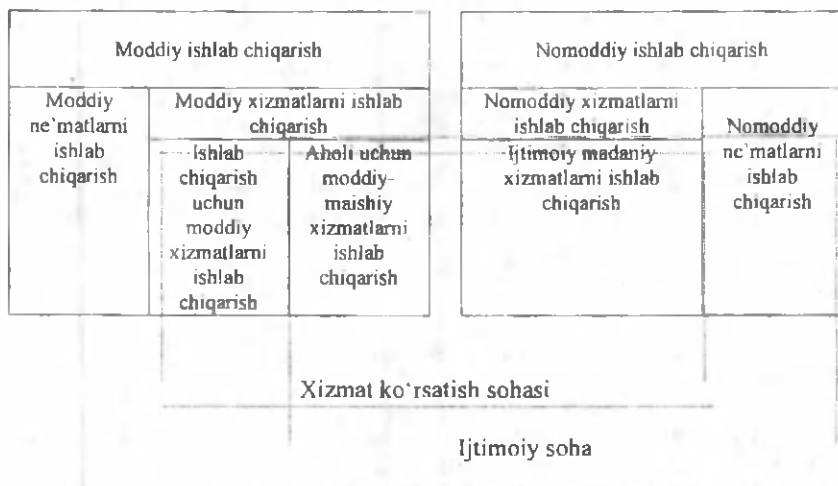 Moddiy ishlab chiqarish
Nomoddiy ishlab chiqarish
Moddiy
ne`matlarni
ishlab
chiqarish
Moddiy xizmatlarni ishlab
chiqarish
Ishlab
chiqarish
uchun
moddiy
xizmatlarni
ishlab
chiqarish
Aholi uchun
moddiy-
maishiy
xizmatlarni
ishlab
chiqarish
Nomoddiy xizmatlarni
ishlab chiqarish
Ijtimoiy madaniy
xizmatlarni ishlab
chiqarish
Nomoddiy
ne`matlarni
ishlab
chiqarish
Xizmat ko`rsatish sohasi
Ijtimoiy soha